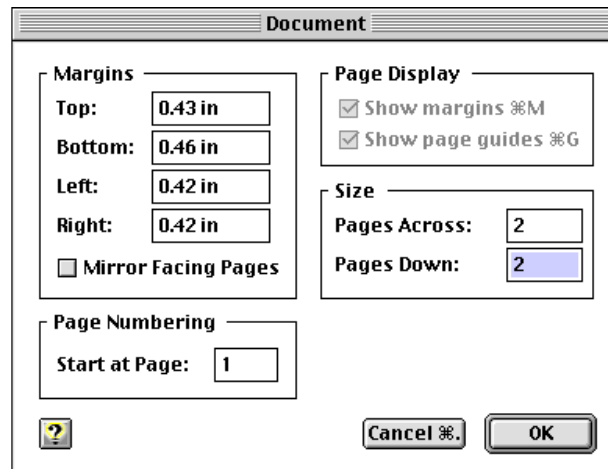 Document
Margins
Top: 0.43 in
Bottom: 0.46 in
Left: 0.42 in
Right: 0.42 in
Mirror Facing Pages
Page Numbering
Start at Page: 1
Page Display
Show margins ⌘M
Show page guides ⌘G
Size
Pages Across: 2
Pages Down: 2
?
Cancel ⌘.
OK